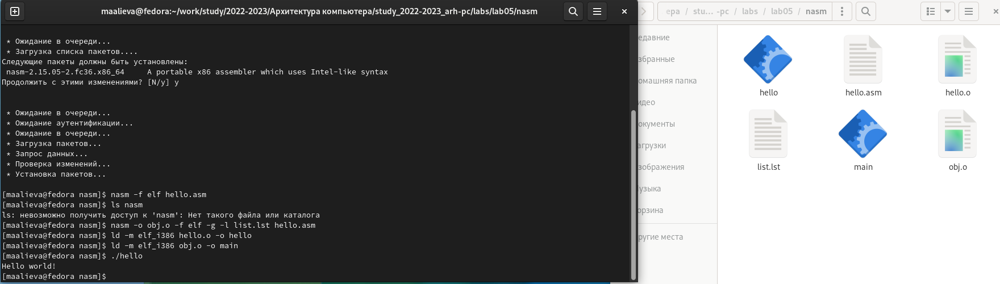 maalieva@fedora:~/work/study/2022-2023/Архитектура компьютера/study_2022-2023_arh-pc/labs/lab05/nasm
* Ожидание в очереди...
* Загрузка списка пакетов....
Следующие пакеты должны быть установлены:
nasm-2.15.05-2.fc36.x86_64     A portable x86 assembler which uses Intel-like syntax
Продолжить с этими изменениями? [N/y] y
* Ожидание в очереди...
* Ожидание аутентификации...
* Ожидание в очереди...
* Загрузка пакетов...
* Запрос данных...
* Проверка изменений...
* Установка пакетов...
[maalieva@fedora nasm]$ nasm -f elf hello.asm
[maalieva@fedora nasm]$ ls nasm
ls: невозможно получить доступ к 'nasm': Нет такого файла или каталога
[maalieva@fedora nasm]$ nasm -o obj.o -f elf -g -l list.lst hello.asm
[maalieva@fedora nasm]$ ld -m elf_i386 hello.o -o hello
[maalieva@fedora nasm]$ ld -m elf_i386 obj.o -o main
[maalieva@fedora nasm]$ ./hello
Hello world!
[maalieva@fedora nasm]$
ера / stu… -pc / labs / lab05 / nasm
едавние
збранные
омашняя папка
идео
окументы
агрузки
зображения
узыка
орзина
ругие места
hello hello.asm hello.o
list.lst main obj.o